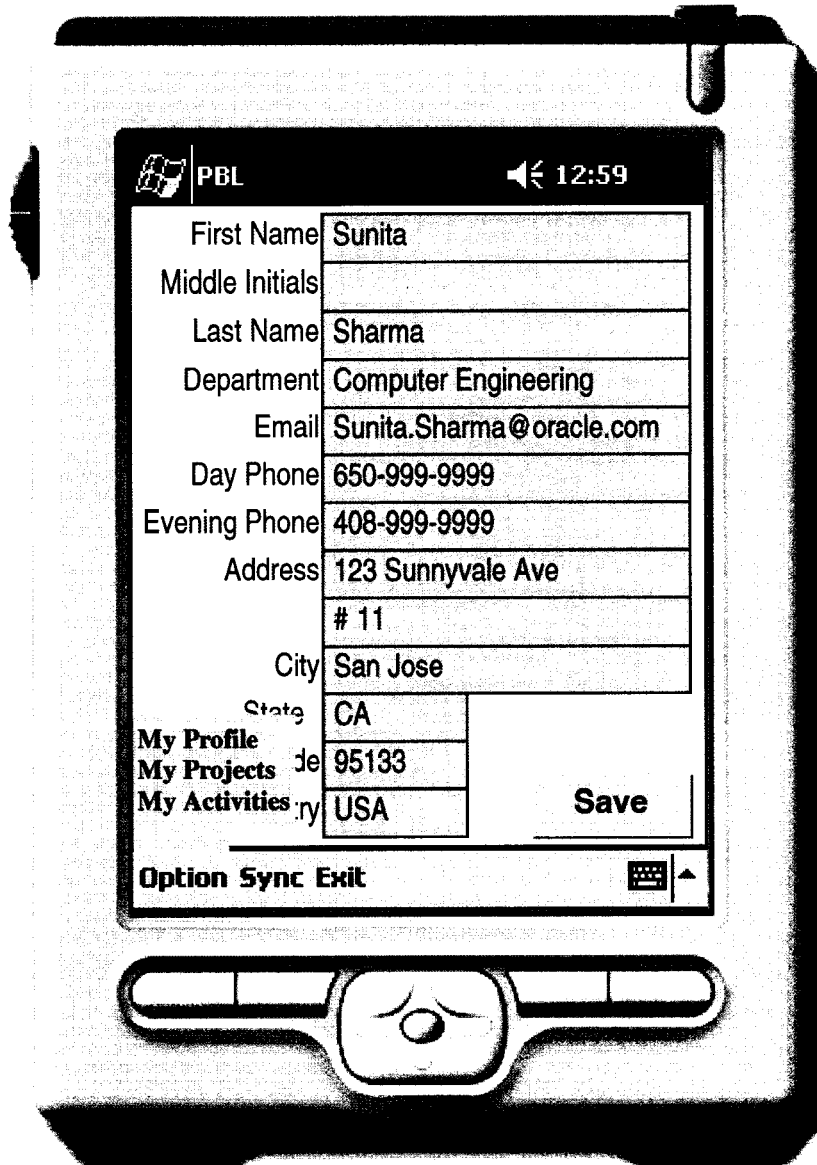 PBL 12:59
First Name Sunita
Middle Initials
Last Name Sharma
Department Computer Engineering
Email Sunita.Sharma@oracle.com
Day Phone 650-999-9999
Evening Phone 408-999-9999
Address 123 Sunnyvale Ave
# 11
City San Jose
State CA
My Profile
My Projects de 95133
My Activities ry USA Save
Option Sync Exit